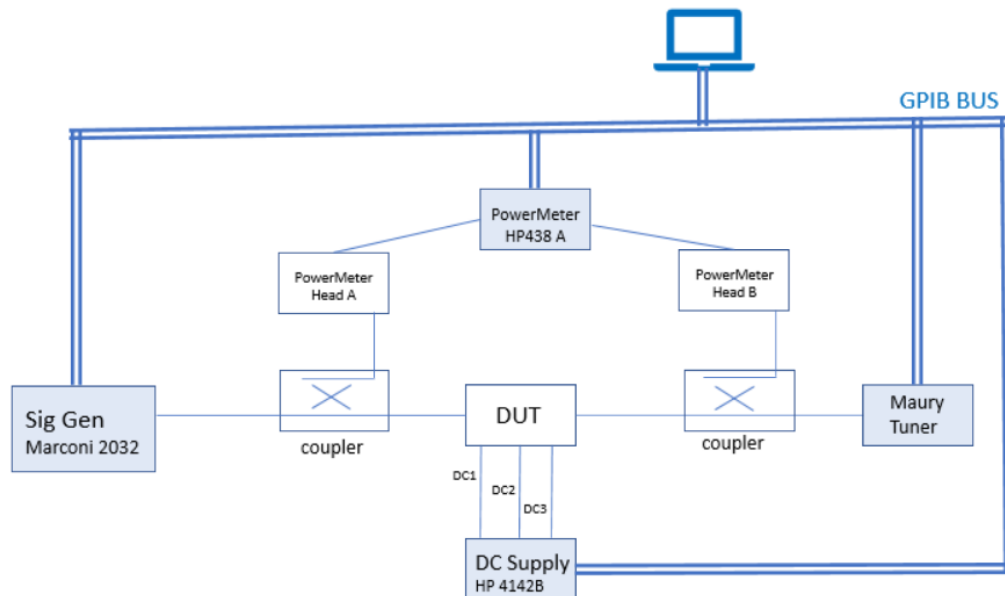 GPIB BUS
PowerMeter
HP438 A
PowerMeter
Head A
PowerMeter
Head B
Sig Gen
Marconi 2032
coupler
DUT
coupler
Maury
Tuner
DC1
DC2
DC3
DC Supply
HP 4142B